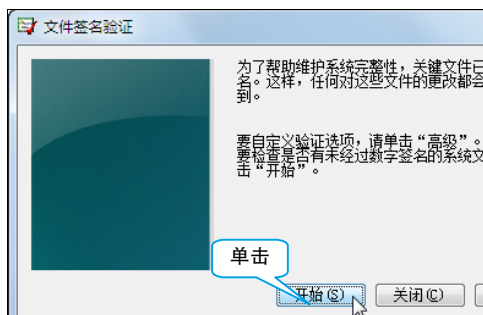 文件签名验证
为了帮助维护系统完整性，关键文件已
名。这样，任何对这些文件的更改都会
到。
要自定义验证选项，请单击“高级”。
要检查是否有未经过数字签名的系统文
击“开始”。
单击
开始(S)
关闭(C)